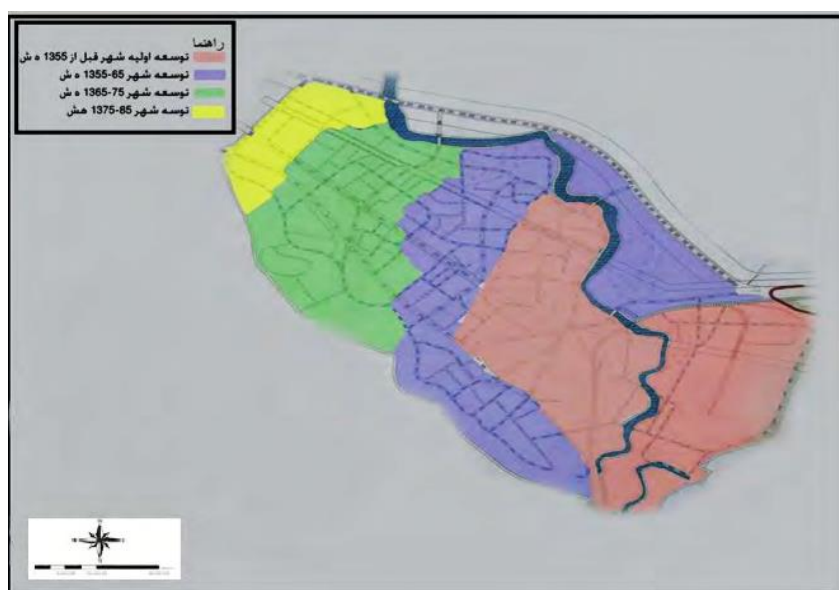 راهنما
توسعه اولیه شهر قبل از 1355 ه ش
توسعه شهر 65-1355 ه ش
توسعه شهر 75-1365 ه ش
توسه شهر 85-1375 هش